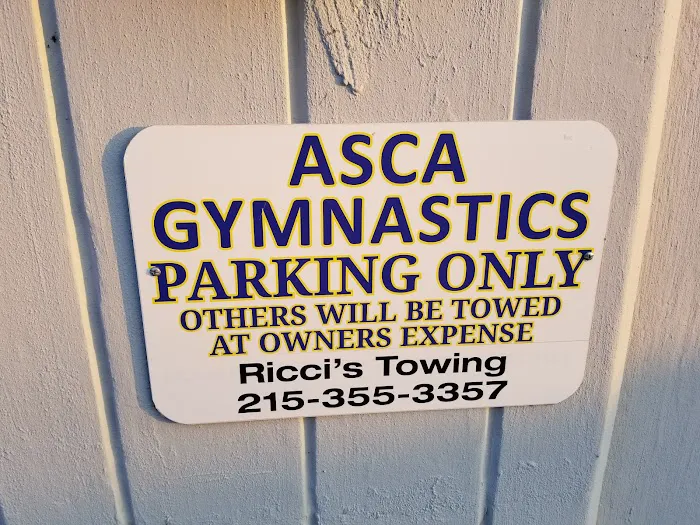 ASCA
GYMNASTICS
PARKING ONLY
OTHERS WILL BE TOWED
AT OWNERS EXPENSE
Ricci's Towing
215-355-3357